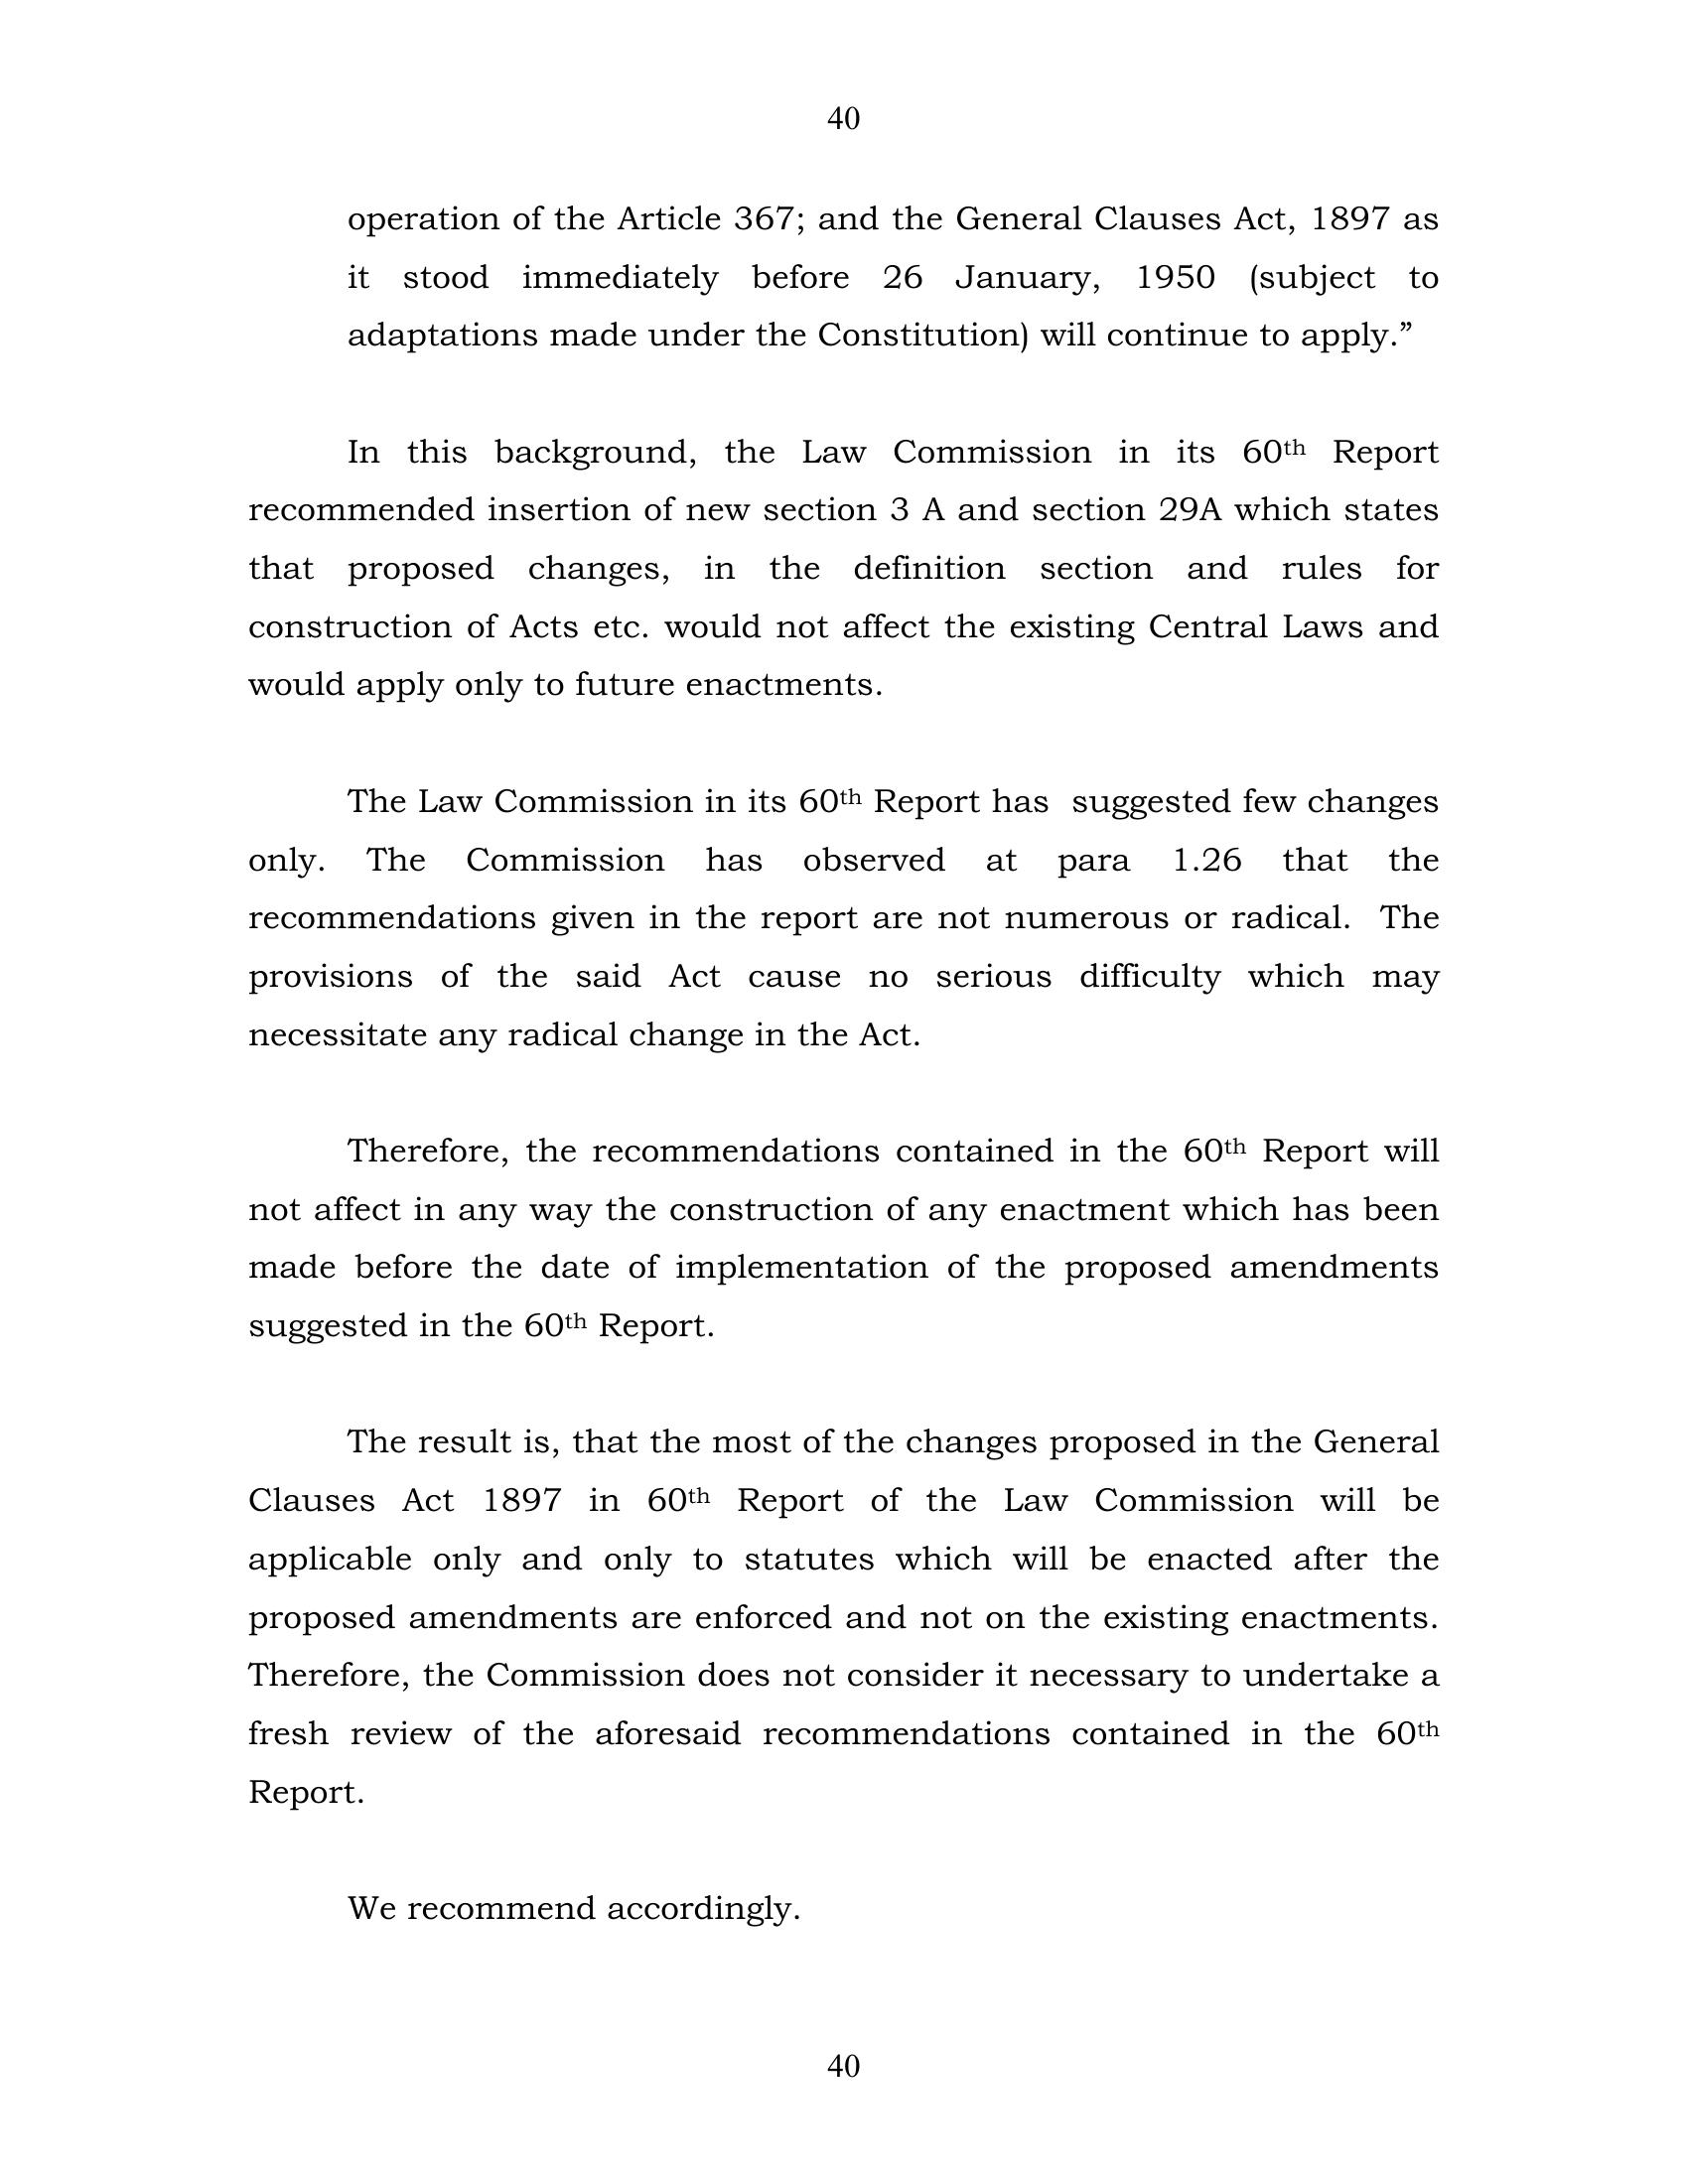 40
operation of the Article 367; and the General Clauses Act, 1897 as
it stood immediately before 26 January, 1950 (subject to
adaptations made under the Constitution) will continue to apply.”
In this background, the Law Commission in its 60th Report
recommended insertion of new section 3 A and section 29A which states
that proposed changes, in the definition section and rules for
construction of Acts etc. would not affect the existing Central Laws and
would apply only to future enactments.
The Law Commission in its 60th Report has  suggested few changes
only. The Commission has observed at para 1.26 that the
recommendations given in the report are not numerous or radical.  The
provisions of the said Act cause no serious difficulty which may
necessitate any radical change in the Act.
Therefore, the recommendations contained in the 60th Report will
not affect in any way the construction of any enactment which has been
made before the date of implementation of the proposed amendments
suggested in the 60th Report.
The result is, that the most of the changes proposed in the General
Clauses Act 1897 in 60th Report of the Law Commission will be
applicable only and only to statutes which will be enacted after the
proposed amendments are enforced and not on the existing enactments.
Therefore, the Commission does not consider it necessary to undertake a
fresh review of the aforesaid recommendations contained in the 60th
Report.
We recommend accordingly.
40